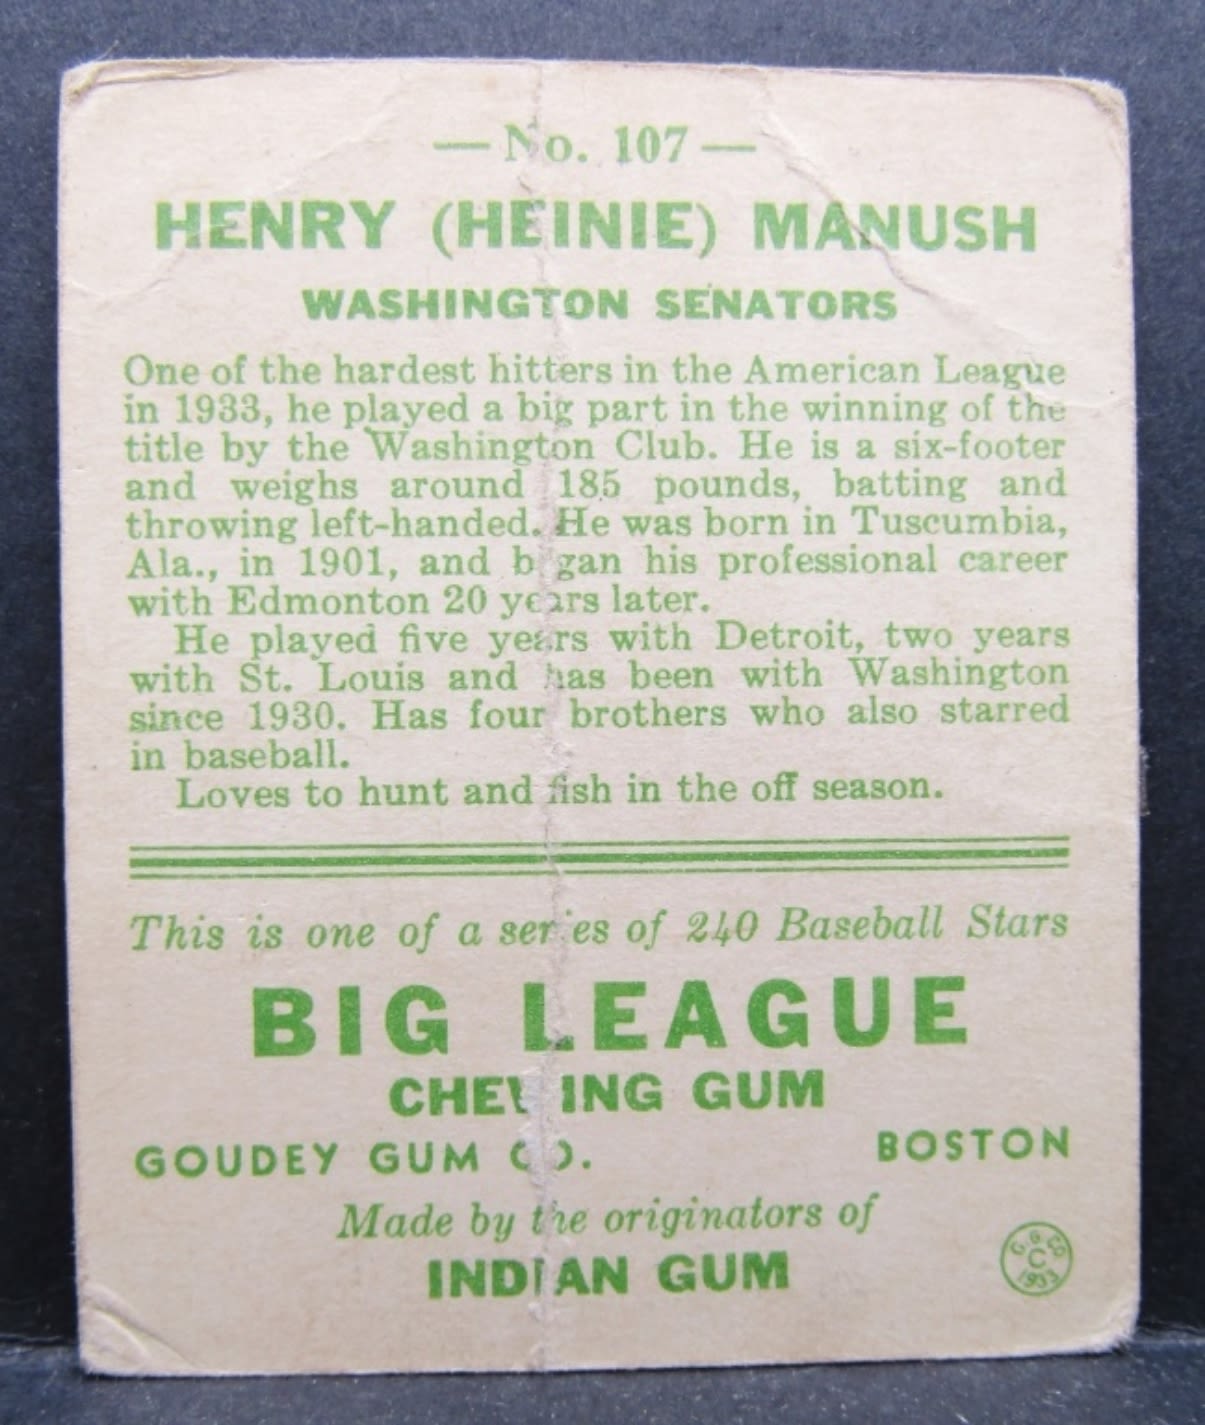 — No. 107 —
HENRY (HEINIE) MANUSH
WASHINGTON SENATORS
One of the hardest hitters in the American League
in 1933, he played a big part in the winning of the
title by the Washington Club. He is a six-footer
and weighs around 185 pounds, batting and
throwing left-handed. He was born in Tuscumbia,
Ala., in 1901, and began his professional career
with Edmonton 20 years later.
He played five years with Detroit, two years
with St. Louis and has been with Washington
since 1930. Has four brothers who also starred
in baseball.
Loves to hunt and fish in the off season.
This is one of a series of 240 Baseball Stars
BIG LEAGUE
CHEWING GUM
GOUDEY GUM CO. BOSTON
Made by the originators of
INDIAN GUM
G. G. CO
C
1933